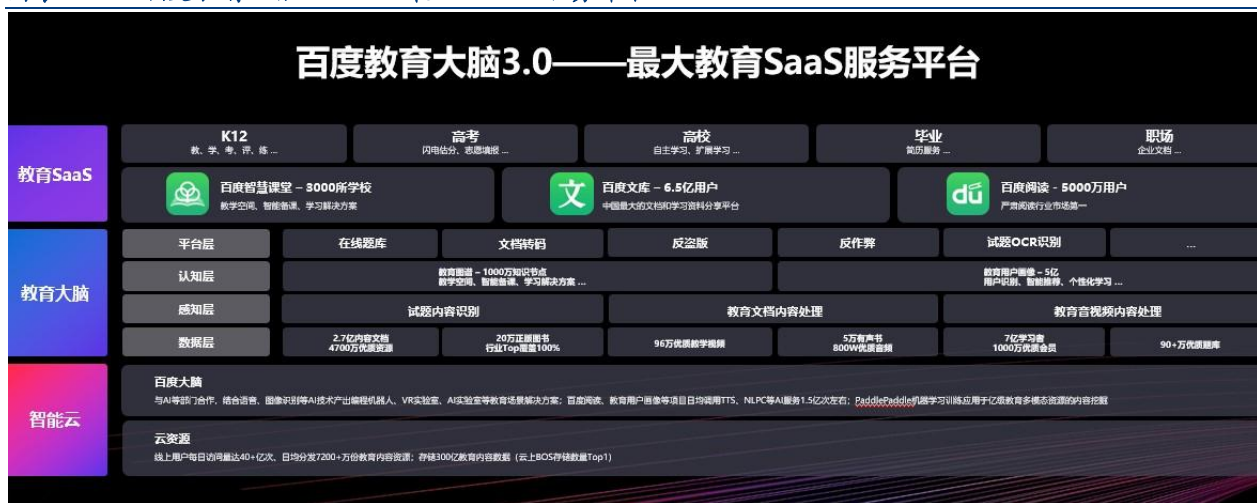 百度教育大脑3.0——最大教育SaaS服务平台
教育SaaS
K12
教、学、考、评、练 ...
高考
闪电估分、志愿填报 ...
高校
自主学习、扩展学习 ...
毕业
简历服务 ...
职场
企业文档 ...
百度智慧课堂 – 3000所学校
教学空间、智能备课、学习解决方案
文
百度文库 – 6.5亿用户
中国最大的文档和学习资料分享平台
dū
百度阅读 - 5000万用户
严肃阅读行业市场第一
教育大脑
平台层
在线题库
文档转码
反盗版
反作弊
试题OCR识别
...
认知层
教育图谱 – 1000万知识节点
教学空间、智能备课、学习解决方案 ...
教育用户画像 – 5亿
用户识别、智能推荐、个性化学习 ...
感知层
试题内容识别
教育文档内容处理
教育音视频内容处理
数据层
2.7亿内容文档
4700万优质资源
20万正版图书
行业Top覆盖100%
96万优质教学视频
5万有声书
800W优质音频
7亿学习者
1000万优质会员
90+万优质题库
智能云
百度大脑
与AI等部门合作，结合语音、图像识别等AI技术产出编程机器人、VR实验室、AI实验室等教育场景解决方案；百度阅读、教育用户画像等项目日均调用TTS、NLPC等AI服务1.5亿次左右；PaddlePaddle机器学习训练应用于亿级教育多模态资源的内容挖掘
云资源
线上用户每日访问量达40+亿次、日均分发7200+万份教育内容资源；存储300亿教育内容数据（云上BOS存储数量Top1）